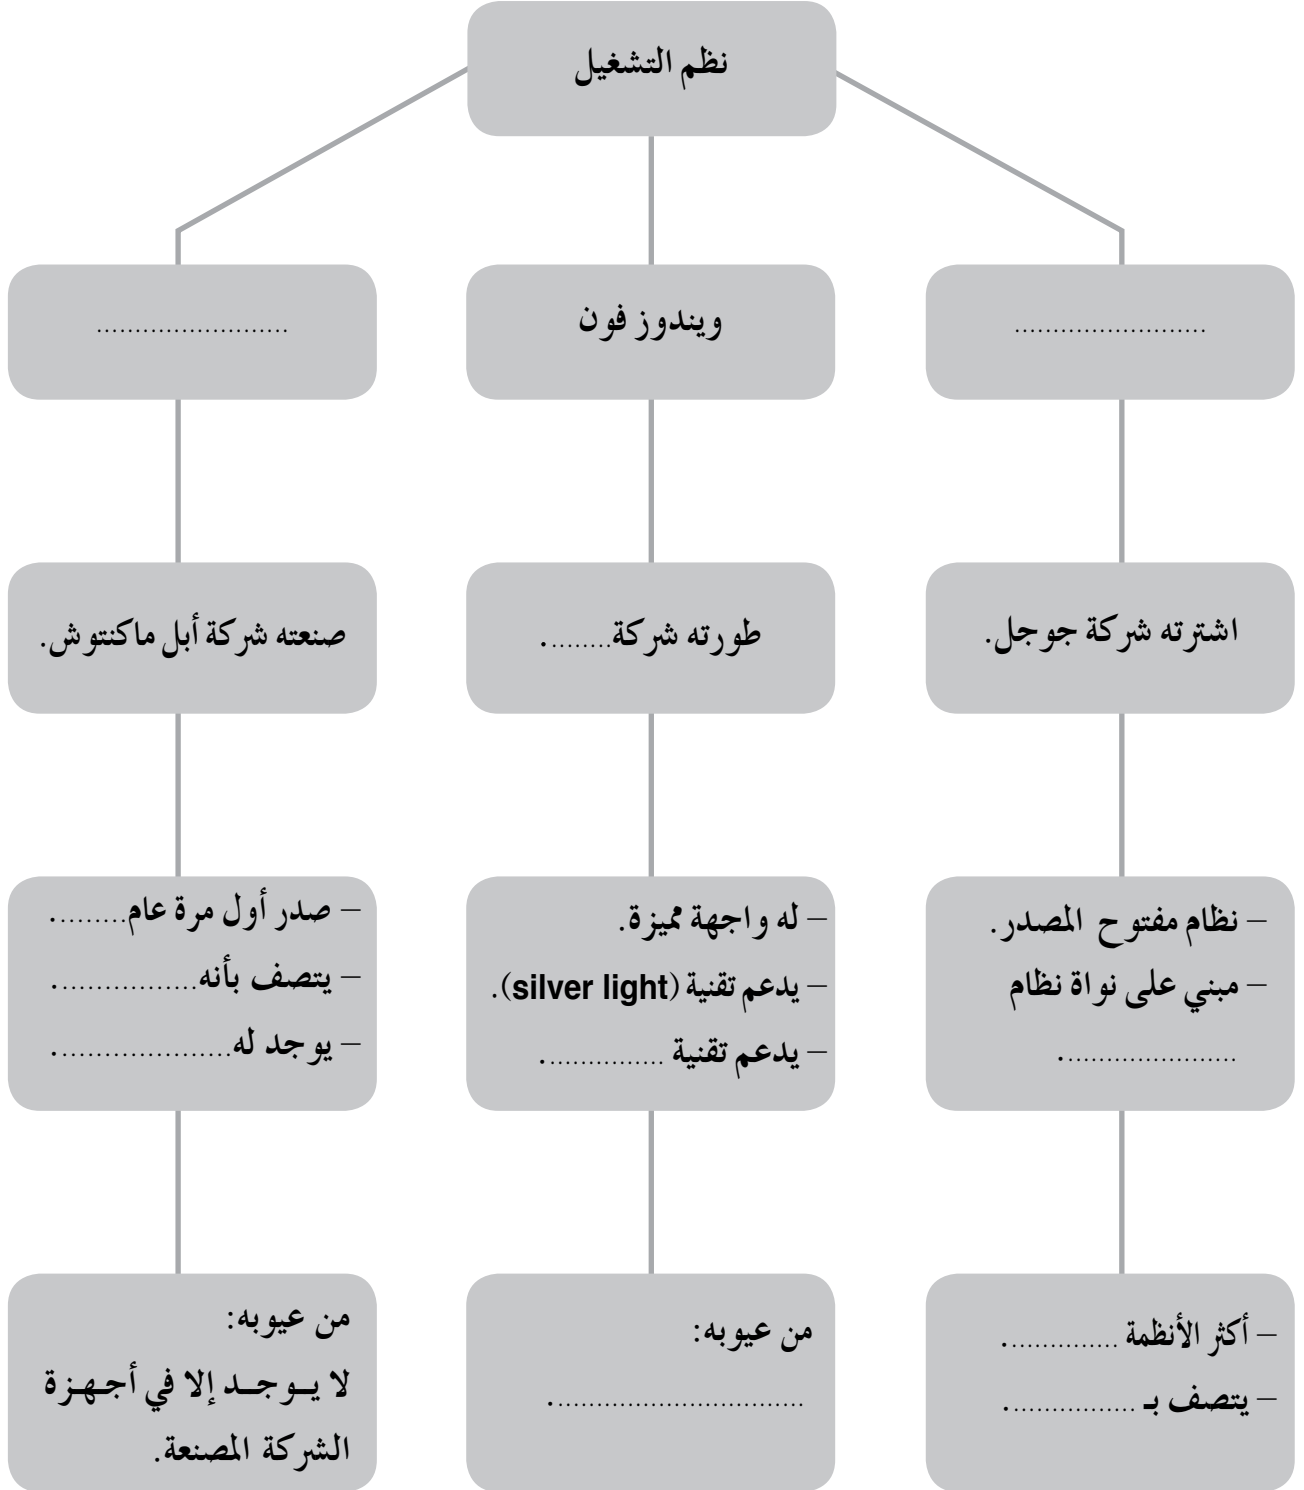 نظم التشغيل
.........................
ويندوز فون
.........................
اشترته شركة جوجل.
طورته شركة........ .
صنعته شركة أبل ماكنتوش.
– نظام مفتوح المصدر.
– مبني على نواة نظام
...................... .
– له واجهة مميزة.
– يدعم تقنية (silver light).
– يدعم تقنية ............... .
– صدر أول مرة عام......... .
– يتصف بأنه................. .
– يوجد له..................... .
– أكثر الأنظمة .............. .
– يتصف بـ ................ .
من عيوبه:
................................ .
من عيوبه:
لا يــوجــد إلا في أجـهـزة
الشركة المصنعة.